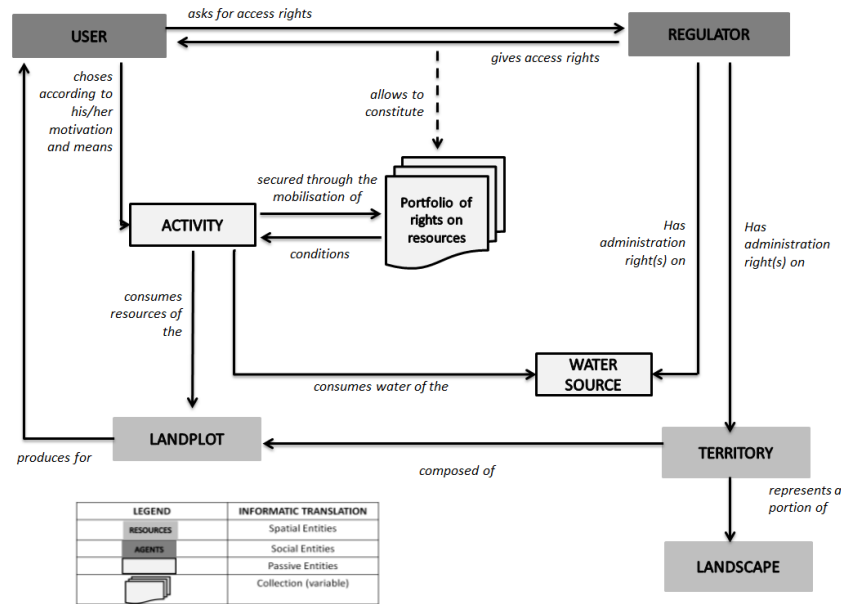 asks for access rights
USER
REGULATOR
gives access rights
choses
according to
his/her
motivation
and means
allows to
constitute
secured through the
mobilisation of
Portfolio of
rights on
resources
ACTIVITY
conditions
Has
administration
right(s) on
Has
administration
right(s) on
consumes
resources of
the
consumes water of the
WATER
SOURCE
LANDPLOT
produces for
composed of
TERRITORY
represents a
portion of
LANDSCAPE
LEGEND INFORMATIC TRANSLATION
RESOURCES Spatial Entities
AGENTS Social Entities
Passive Entities
Collection (variable)